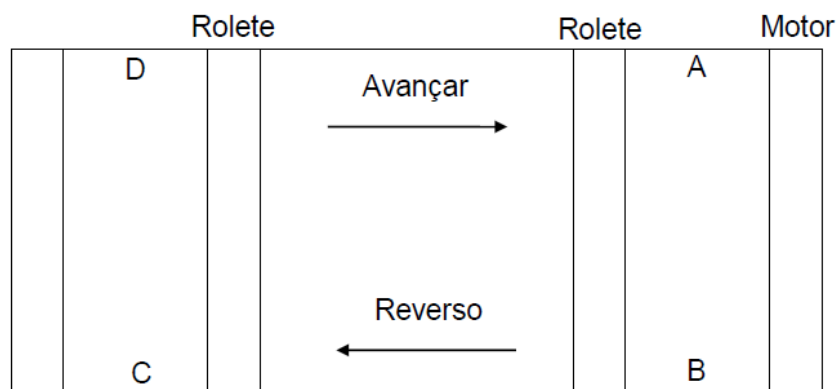 Rolete
Rolete
Motor
D
A
Avançar
Reverso
C
B